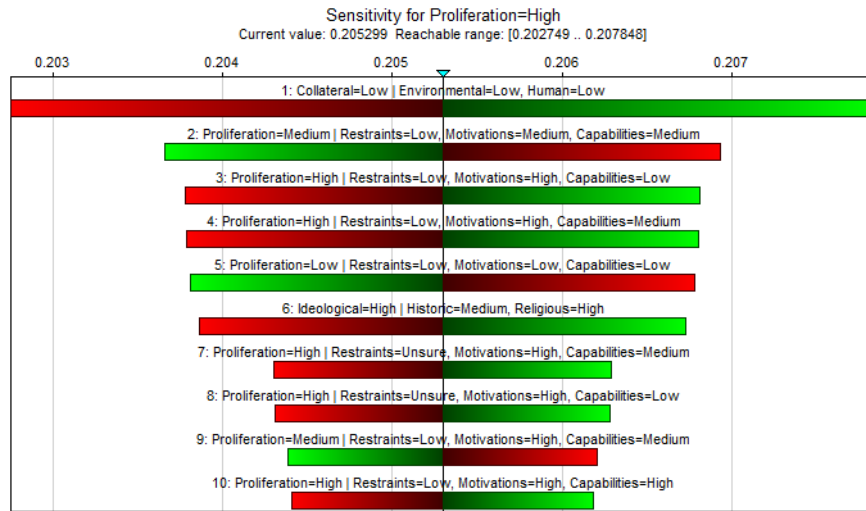 Sensitivity for Proliferation=High
Current value: 0.205299 Reachable range: [0.202749 .. 0.207848]
0.203 0.204 0.205 0.206 0.207
1: Collateral=Low | Environmental=Low, Human=Low
2: Proliferation=Medium | Restraints=Low, Motivations=Medium, Capabilities=Medium
3: Proliferation=High | Restraints=Low, Motivations=High, Capabilities=Low
4: Proliferation=High | Restraints=Low, Motivations=High, Capabilities=Medium
5: Proliferation=Low | Restraints=Low, Motivations=Low, Capabilities=Low
6: Ideological=High | Historic=Medium, Religious=High
7: Proliferation=High | Restraints=Unsure, Motivations=High, Capabilities=Medium
8: Proliferation=High | Restraints=Unsure, Motivations=High, Capabilities=Low
9: Proliferation=Medium | Restraints=Low, Motivations=High, Capabilities=Medium
10: Proliferation=High | Restraints=Low, Motivations=High, Capabilities=High